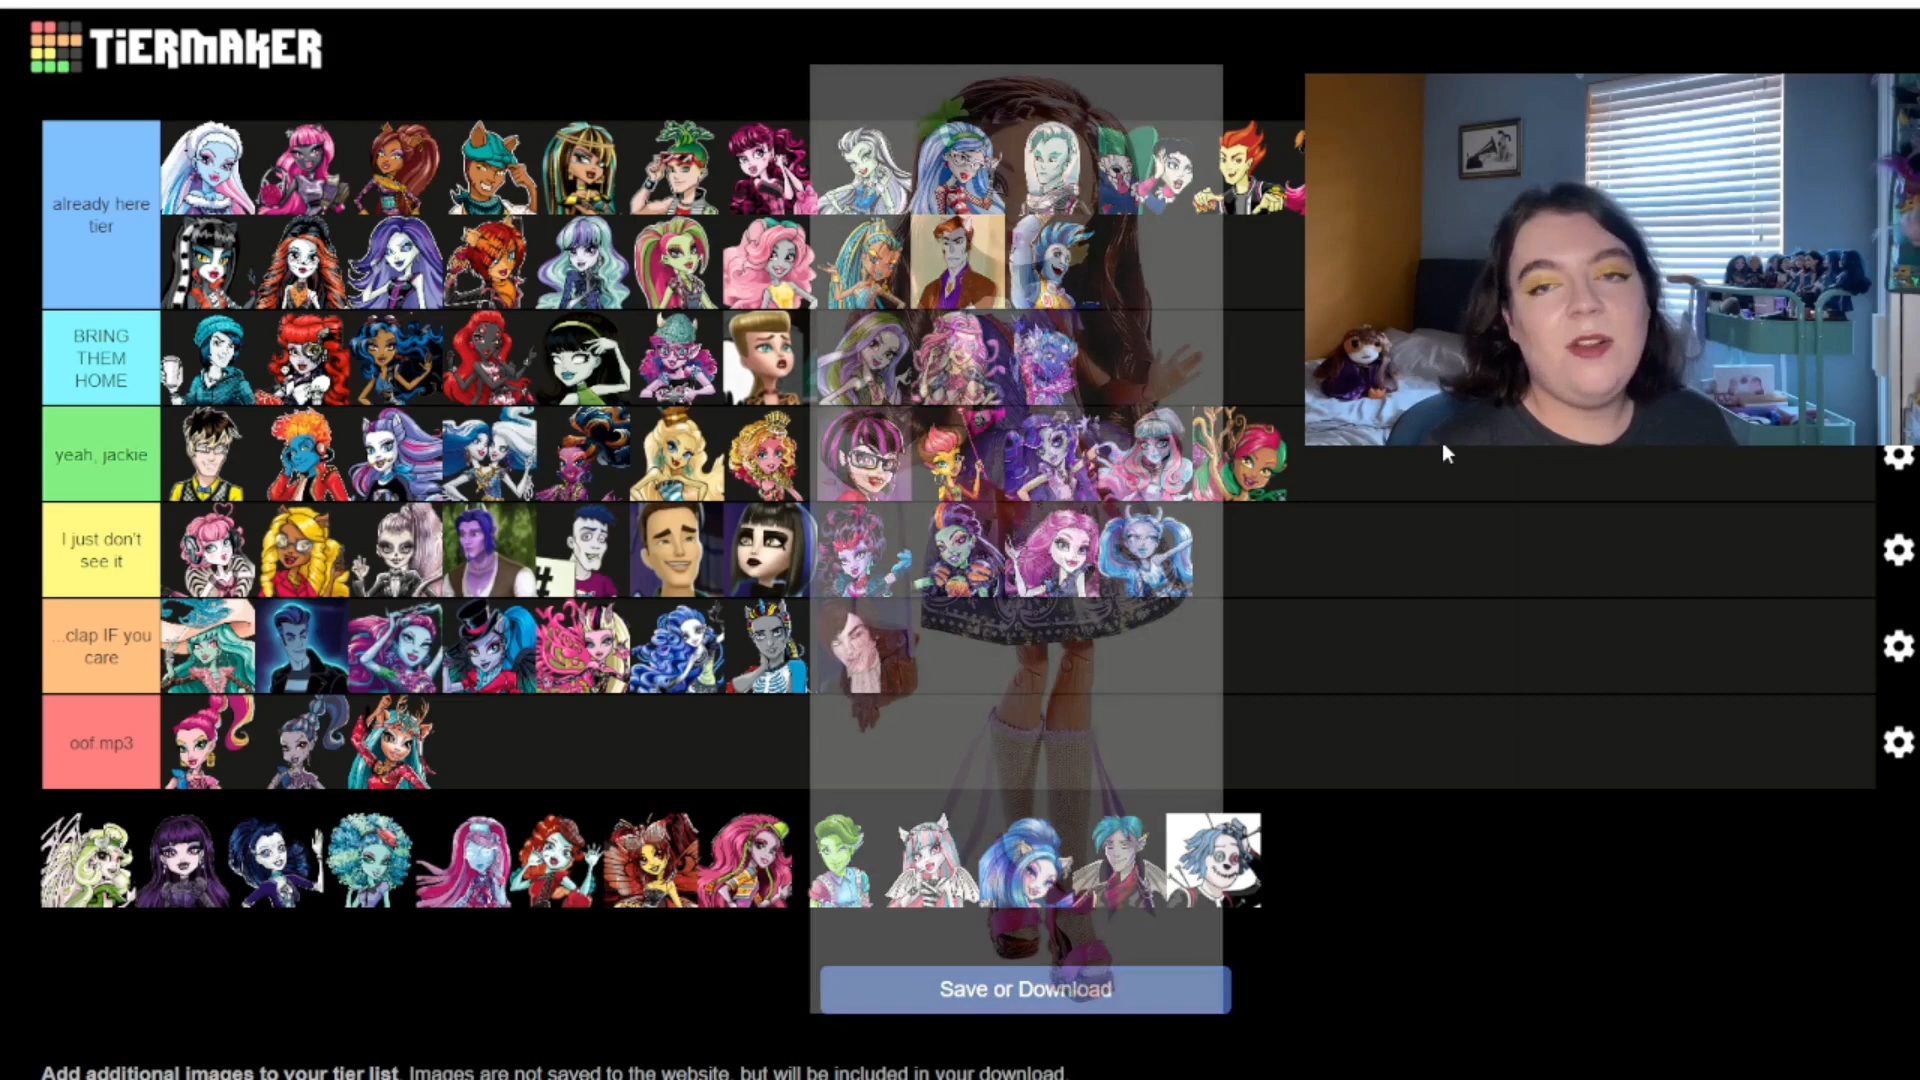 TiERMAKER
already here
tier
BRING
THEM
HOME
yeah, jackie
I just don't
see it
#
...clap IF you
care
oof.mp3
Save or Download
Add additional images to your tier list. Images are not saved to the website, but will be included in your download.